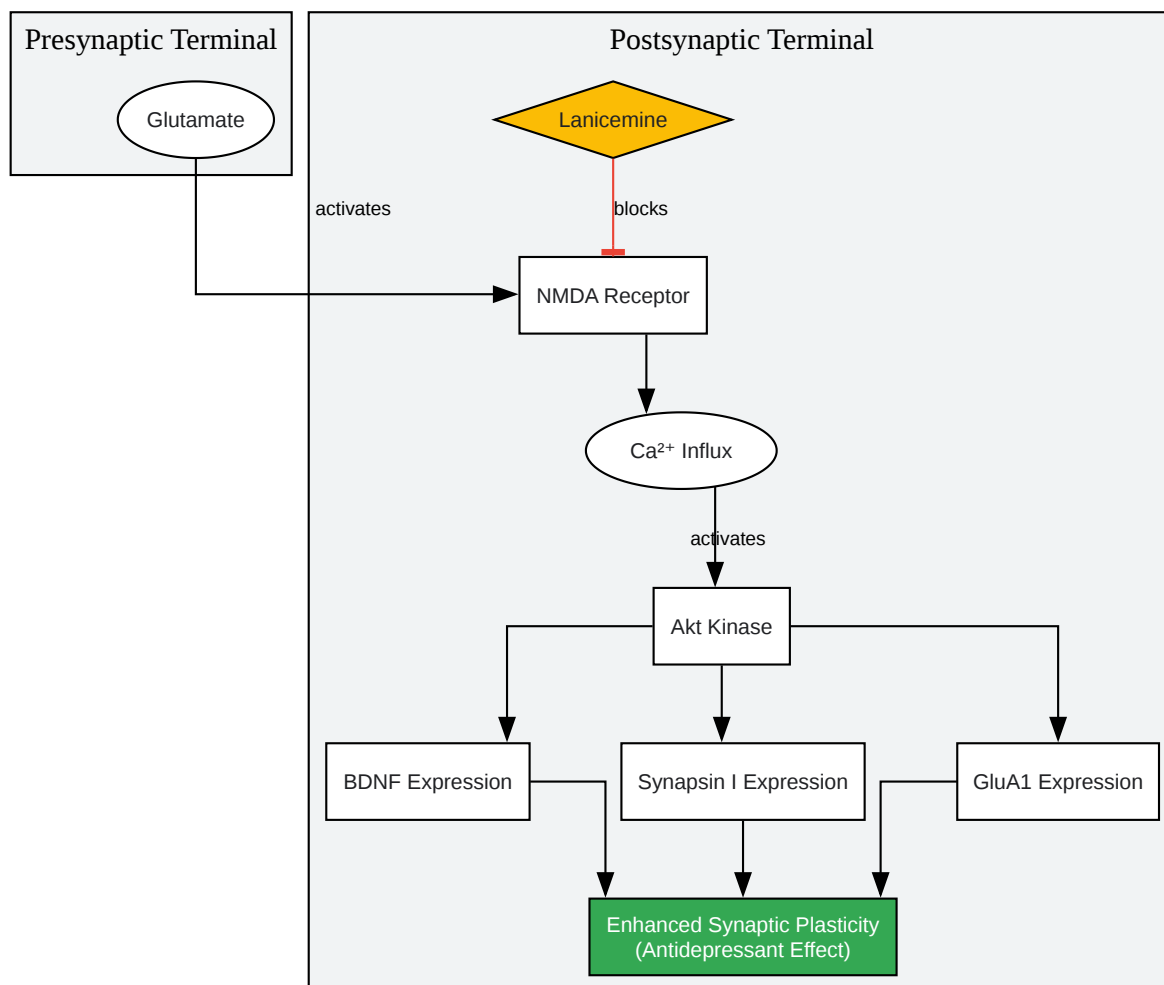 Presynaptic Terminal
Postsynaptic Terminal
Glutamate
Lanicemine
activates
blocks
NMDA Receptor
Ca²⁺ Influx
activates
Akt Kinase
BDNF Expression
Synapsin I Expression
GluA1 Expression
Enhanced Synaptic Plasticity
(Antidepressant Effect)